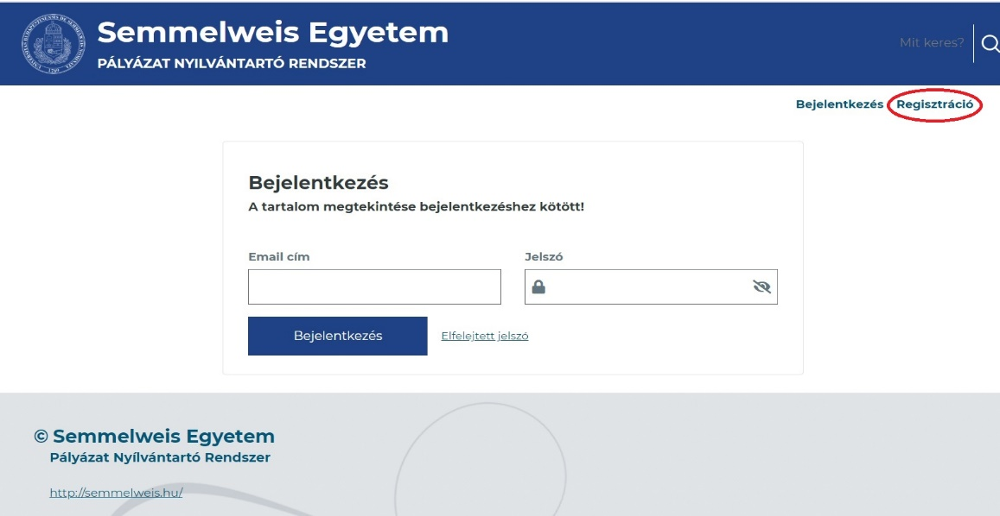 Semmelweis Egyetem
PÁLYÁZAT NYILVÁNTARTÓ RENDSZER
Mit keres?
Bejelentkezés Regisztráció
Bejelentkezés
A tartalom megtekintése bejelentkezéshez kötött!
Email cím Jelszó
Bejelentkezés Elfelejtett jelszó
© Semmelweis Egyetem
Pályázat Nyílvántartó Rendszer
http://semmelweis.hu/